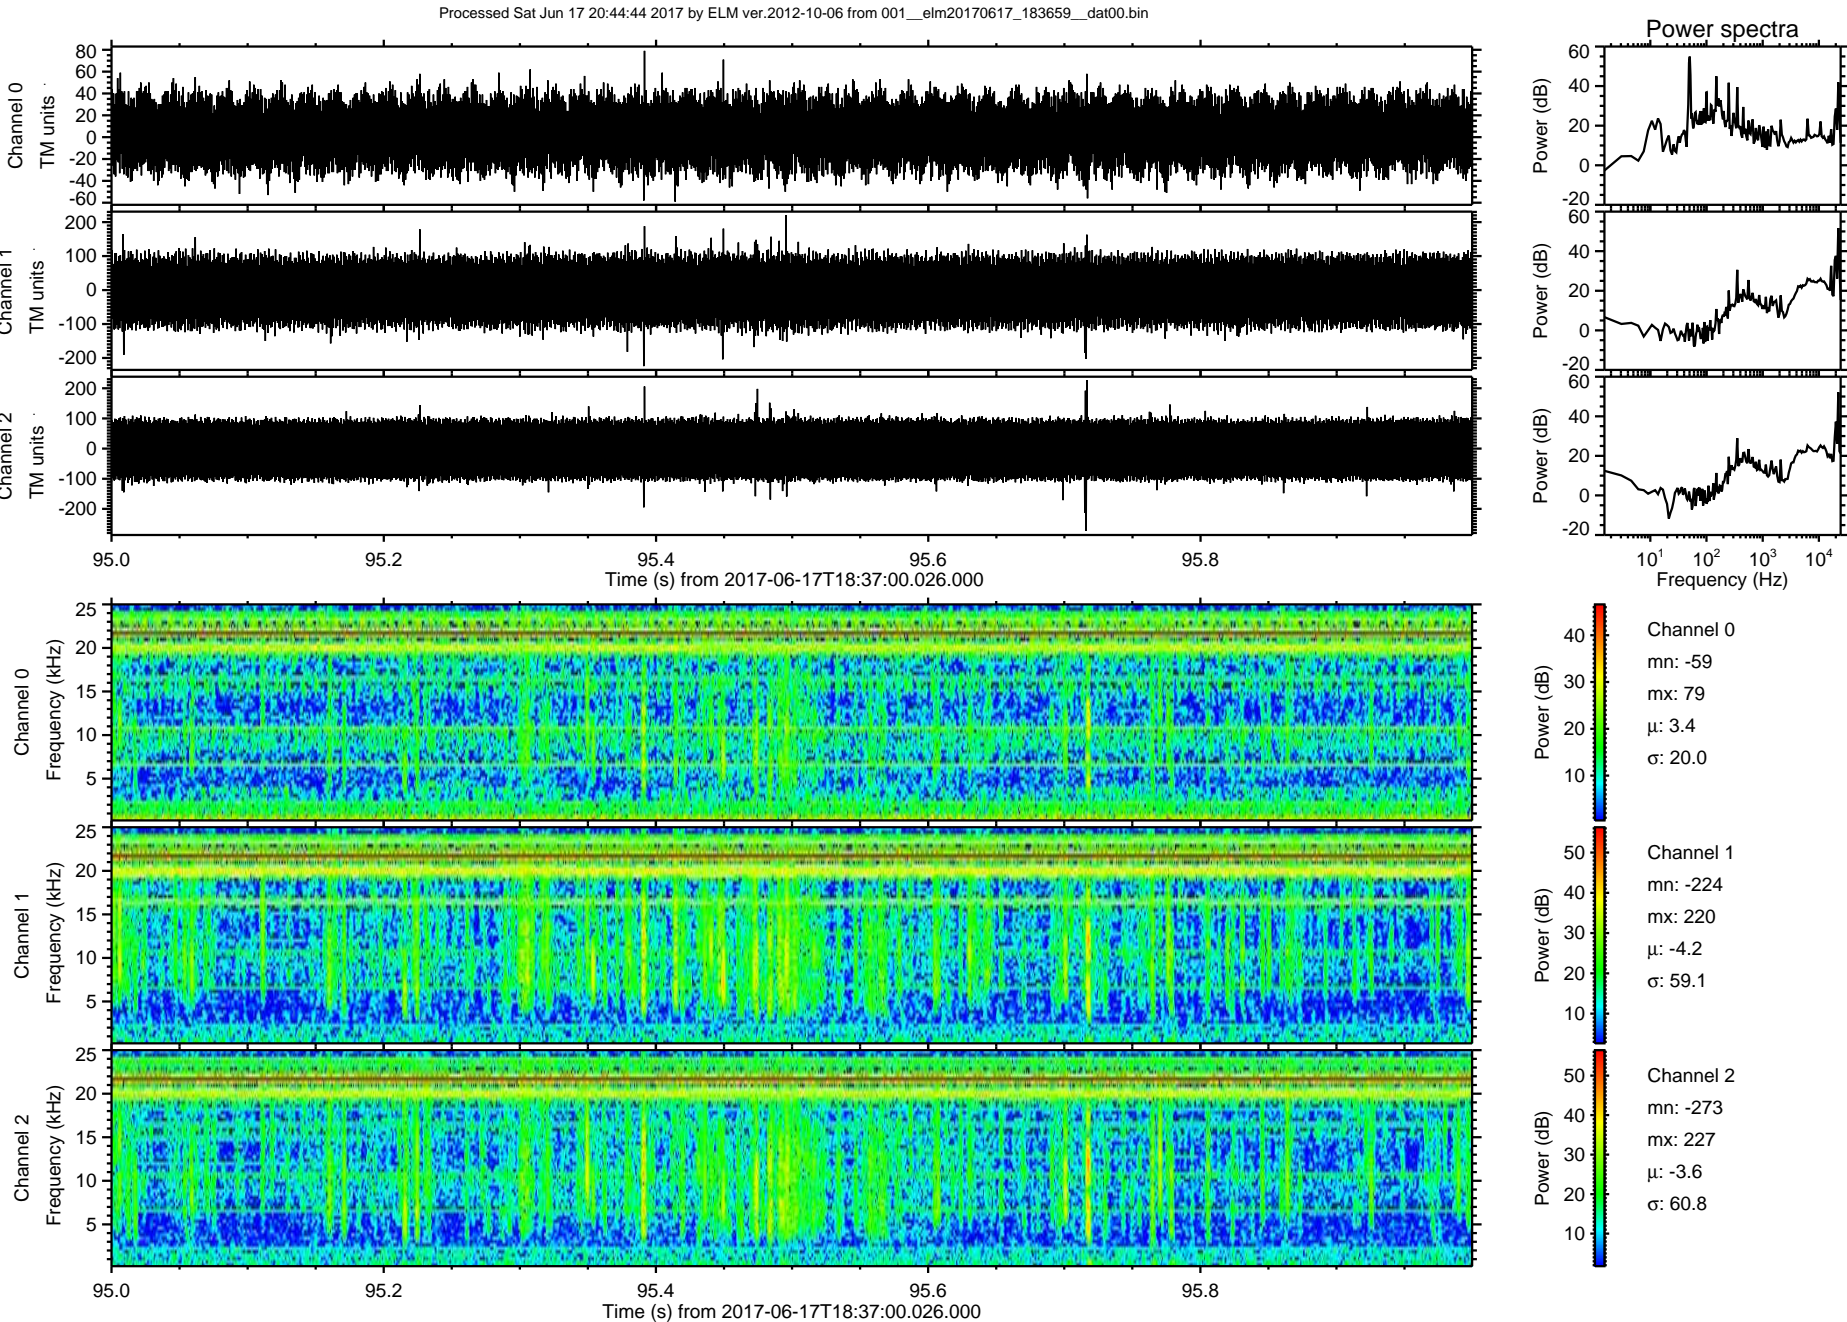 Processed Sat Jun 17 20:44:44 2017 by ELM ver.2012-10-06 from 001__elm20170617_183659__dat00.bin
Power spectra
Channel 0
TM units
80
60
40
20
0
-20
-40
-60
Power (dB)
60
40
20
0
-20
Channel 1
TM units
200
100
0
-100
-200
Power (dB)
60
40
20
0
-20
Channel 2
TM units
200
100
0
-100
-200
Power (dB)
60
40
20
0
-20
95.0 95.2 95.4 95.6 95.8
Time (s) from 2017-06-17T18:37:00.026.000
10¹ 10² 10³ 10⁴
Frequency (Hz)
Channel 0
Frequency (kHz)
25
20
15
10
5
Power (dB)
40
30
20
10
Channel 0
mn: -59
mx: 79
μ: 3.4
σ: 20.0
Channel 1
Frequency (kHz)
25
20
15
10
5
Power (dB)
50
40
30
20
10
Channel 1
mn: -224
mx: 220
μ: -4.2
σ: 59.1
Channel 2
Frequency (kHz)
25
20
15
10
5
Power (dB)
50
40
30
20
10
Channel 2
mn: -273
mx: 227
μ: -3.6
σ: 60.8
95.0 95.2 95.4 95.6 95.8
Time (s) from 2017-06-17T18:37:00.026.000